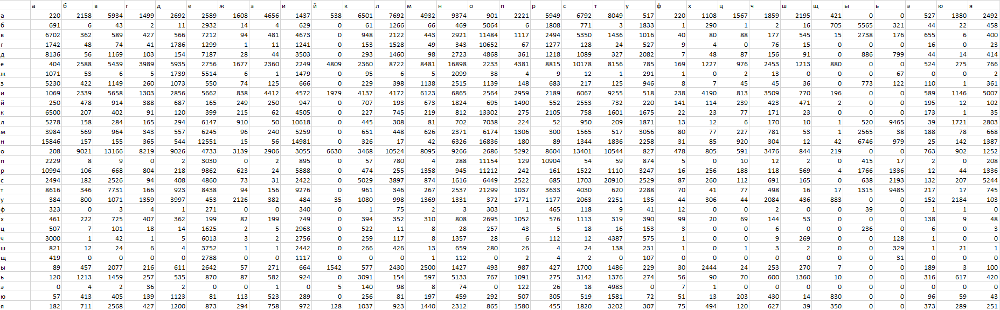 а б в г д е ж з и й к л м н о п р с т у ф х ц ч ш щ ы ь э ю я
а 220 2158 5934 1499 2692 2589 1608 4656 1437 538 6501 7692 4932 9374 901 2221 5949 6792 8049 517 220 1108 1567 1859 2195 421 0 0 527 1380 2492
б 691 6 43 2 11 2932 14 4 629 0 61 1266 66 469 5064 6 1808 771 3 1833 1 290 1 2 16 705 5565 321 44 22 458
в 6702 362 589 427 566 7212 94 481 4673 0 948 2122 443 2921 11484 1117 2494 5350 1436 1016 40 80 88 177 545 15 2738 176 655 6 400
г 1742 48 74 41 1786 1299 1 11 1241 0 153 1528 49 343 10652 67 1277 128 24 527 9 4 0 76 15 0 0 0 16 0 23
д 8136 56 1169 103 154 7187 28 44 3503 0 293 1460 98 2723 4868 361 1218 1089 327 2082 7 48 87 156 91 0 886 799 44 14 414
е 404 2588 5439 3989 5935 2756 1677 2360 2249 4809 2360 8722 8481 16898 2233 4381 8815 10178 8156 785 169 1227 976 2453 1213 880 0 0 524 275 766
ж 1071 53 6 5 1739 5514 6 1 1479 0 95 6 5 2099 38 4 9 12 1 291 1 0 2 13 0 0 0 67 0 0 2
з 5230 422 1149 260 1073 550 74 125 666 0 229 398 1138 2515 1139 148 683 217 125 946 8 7 45 45 36 0 773 122 110 1 361
и 1069 2339 5658 1303 2856 5662 838 4412 4572 1979 4137 4172 6123 6865 2564 2959 2189 6067 9255 518 238 4190 813 3509 770 196 0 0 589 1146 5007
й 250 478 914 388 687 165 249 250 947 0 707 193 673 1824 695 1490 552 2553 732 220 141 114 239 423 471 2 0 0 195 12 102
к 6500 207 402 91 120 399 215 62 4505 0 227 745 219 812 13302 275 2105 758 1601 1675 22 23 77 171 23 0 0 0 173 1 35
л 5278 158 284 165 294 6147 910 50 10618 0 445 308 81 702 7038 224 52 950 209 1871 13 12 6 170 10 1 520 9465 39 1721 2803
м 3984 569 964 343 557 6245 96 240 5259 0 651 448 626 2371 6174 1306 300 1565 517 3056 80 77 227 781 53 1 2565 38 188 78 668
н 15846 157 155 365 544 12551 15 56 14981 0 326 17 42 6326 16836 180 89 1344 1836 2258 31 85 920 304 12 42 6746 979 25 142 1387
о 208 9021 13166 8219 9026 4733 3139 2906 3055 6630 3468 10524 8095 9266 2686 5292 8604 13401 10544 827 478 805 591 3476 844 219 0 0 763 902 1252
п 2229 8 9 0 2 3030 0 2 895 0 57 780 4 288 11154 129 10904 54 59 874 5 0 10 12 2 0 415 17 2 0 208
р 10994 106 668 804 218 9862 623 24 5888 0 474 255 1358 945 11212 242 161 1522 1110 3247 16 256 188 118 569 4 1766 1336 12 44 1336
с 2494 182 2526 94 408 4860 73 31 2422 0 5029 3897 874 1616 6449 2522 685 1703 20910 2529 87 260 112 691 165 0 638 2193 132 207 5244
т 8616 346 7731 166 923 8438 94 156 9276 0 961 346 267 2537 21299 1037 3633 4030 620 2288 70 41 77 498 16 17 1315 9485 217 17 745
у 384 800 1071 1359 3997 453 2126 382 484 35 1080 998 1369 1331 372 1771 1177 2063 2251 135 44 306 44 2084 436 883 0 0 152 2184 103
ф 323 0 3 4 1 271 0 0 340 0 1 75 2 3 303 1 465 118 9 41 12 0 0 2 0 0 39 0 1 1 0
х 461 222 725 407 362 199 82 199 749 0 394 352 310 808 2695 1052 576 1113 319 390 99 20 69 144 53 0 0 0 138 9 48
ц 507 7 101 18 14 1625 2 5 2963 0 522 11 8 28 257 43 5 18 16 153 3 0 0 6 0 0 236 0 6 0 3
ч 3000 1 42 1 5 6013 3 2 2756 0 259 117 8 1357 28 6 112 12 4387 575 1 0 0 9 269 0 0 128 1 0 0
ш 821 12 24 6 4 3752 1 1 2442 0 266 426 13 659 280 26 4 24 138 231 1 0 1 3 2 0 0 329 1 21 1
щ 419 0 0 0 0 2788 0 0 1117 0 0 0 1 112 0 2 4 2 0 107 0 0 0 0 0 0 0 31 0 0 0
ы 89 457 2077 216 611 2642 57 271 664 1542 577 2430 2500 1427 493 987 427 1700 1486 229 30 2444 24 253 270 7 0 0 189 3 100
ь 120 1213 1459 257 535 870 87 582 924 0 3091 154 597 5133 767 1091 275 3142 1376 274 56 90 70 600 1360 10 0 0 316 617 420
э 0 4 2 36 2 0 0 1 0 5 140 98 8 74 0 122 26 18 4983 0 7 1 0 0 0 0 0 0 0 0 0
ю 57 413 405 139 1123 81 113 523 289 0 256 81 197 459 292 507 305 519 1581 72 51 13 203 430 14 830 0 0 96 59 43
я 182 711 2568 427 1200 873 294 758 972 128 1037 923 1440 2312 865 1580 455 1820 3202 307 75 494 120 627 39 350 0 0 373 289 251